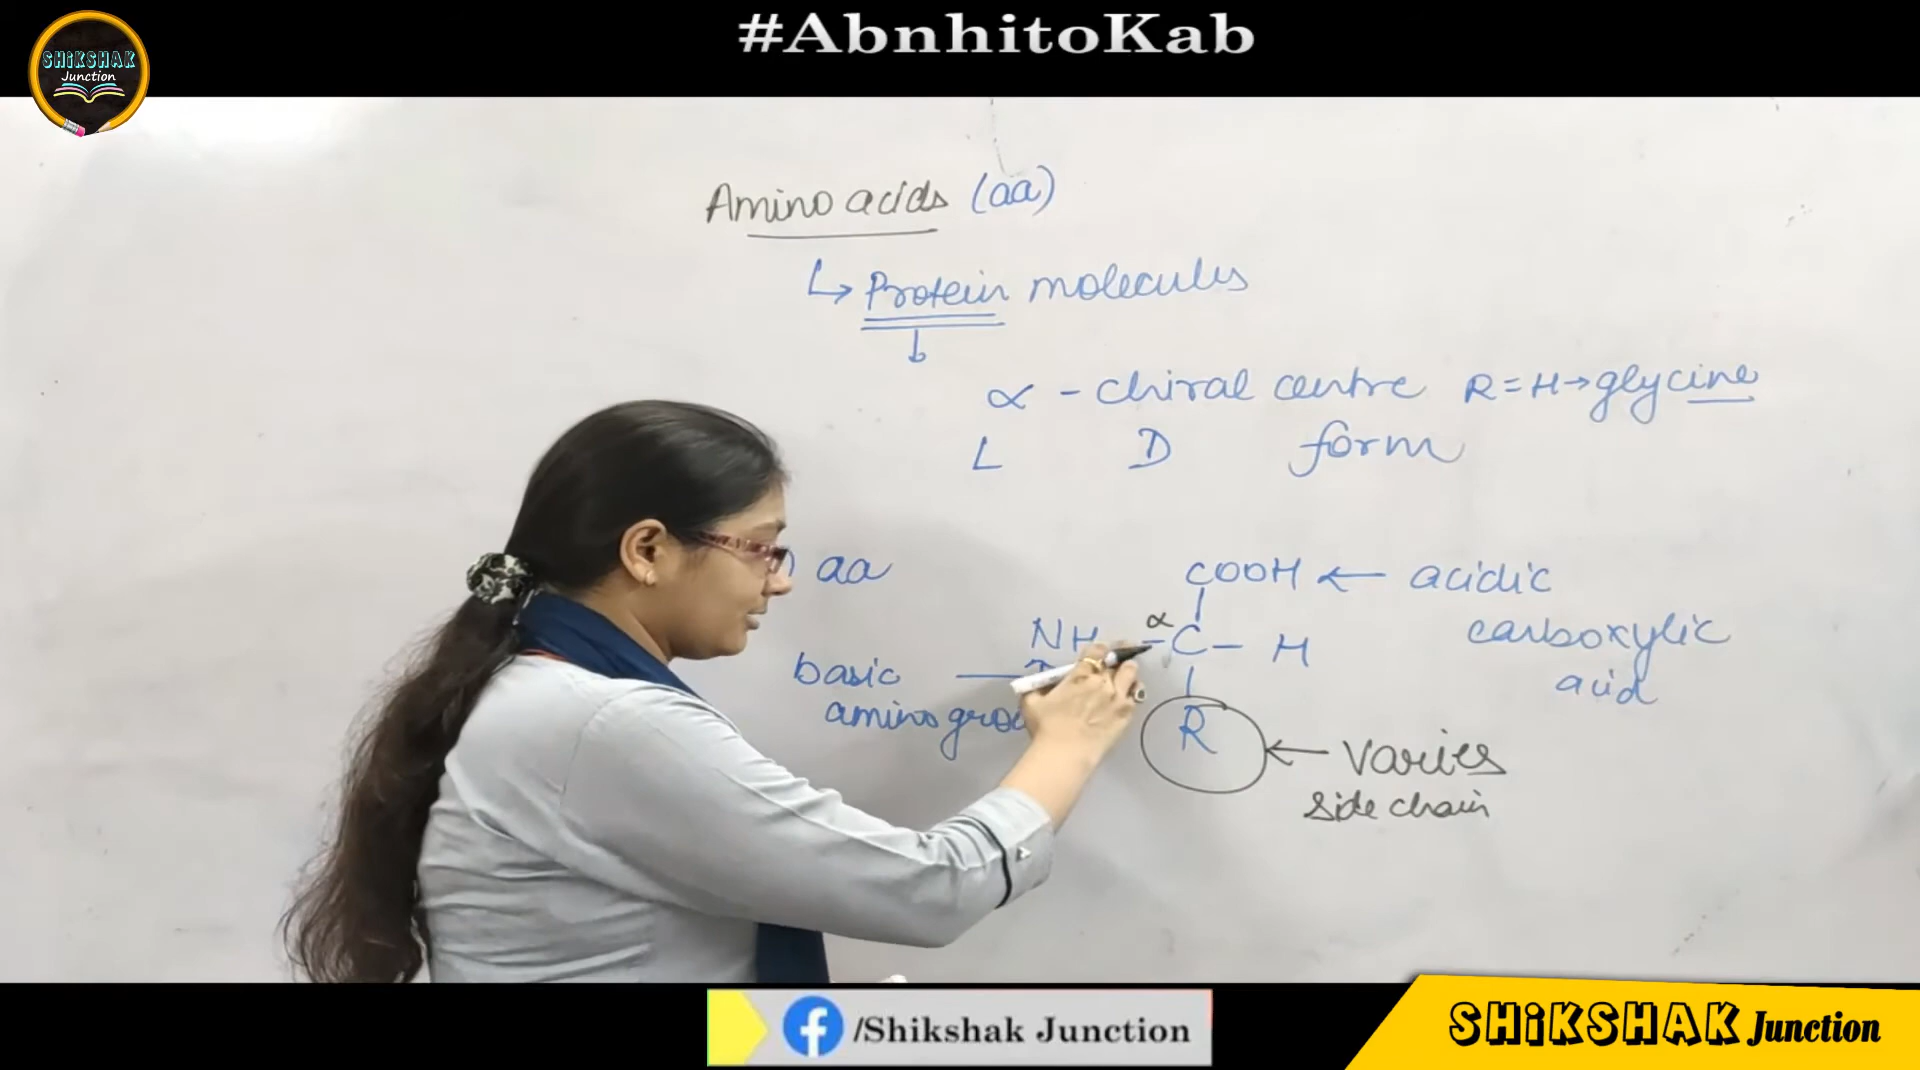 #AbnhitoKab
SHiKSHAK
Junction
Amino acids (aa)
↳ Protein molecules
α - chiral centre R = H → glycine
L D form
aa
COOH ← acidic
carboxylic
acid
NH
α
C - H
basic
amino
R
← varies
side chain
/Shikshak Junction
SHiKSHAK Junction